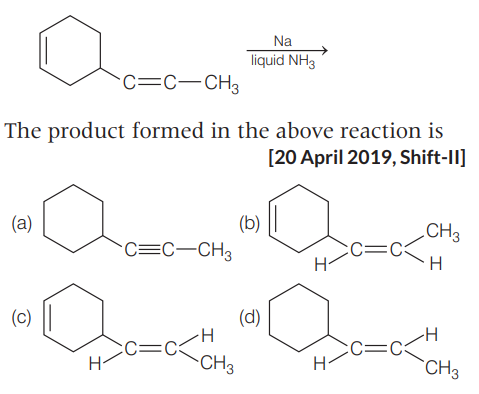 Na
C=C—CH₃ liquid NH₃
The product formed in the above reaction is
[20 April 2019, Shift-II]
(a) C≡C—CH₃ (b) H C=C CH₃ H
(c) H C=C H CH₃ (d) H C=C H CH₃